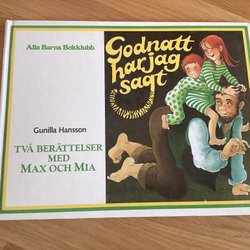 Alla Barns Bokklubb
Godnatt
har jag
sagt
Gunilla Hansson
TVÅ BERÄTTELSER
MED
MAX OCH MIA